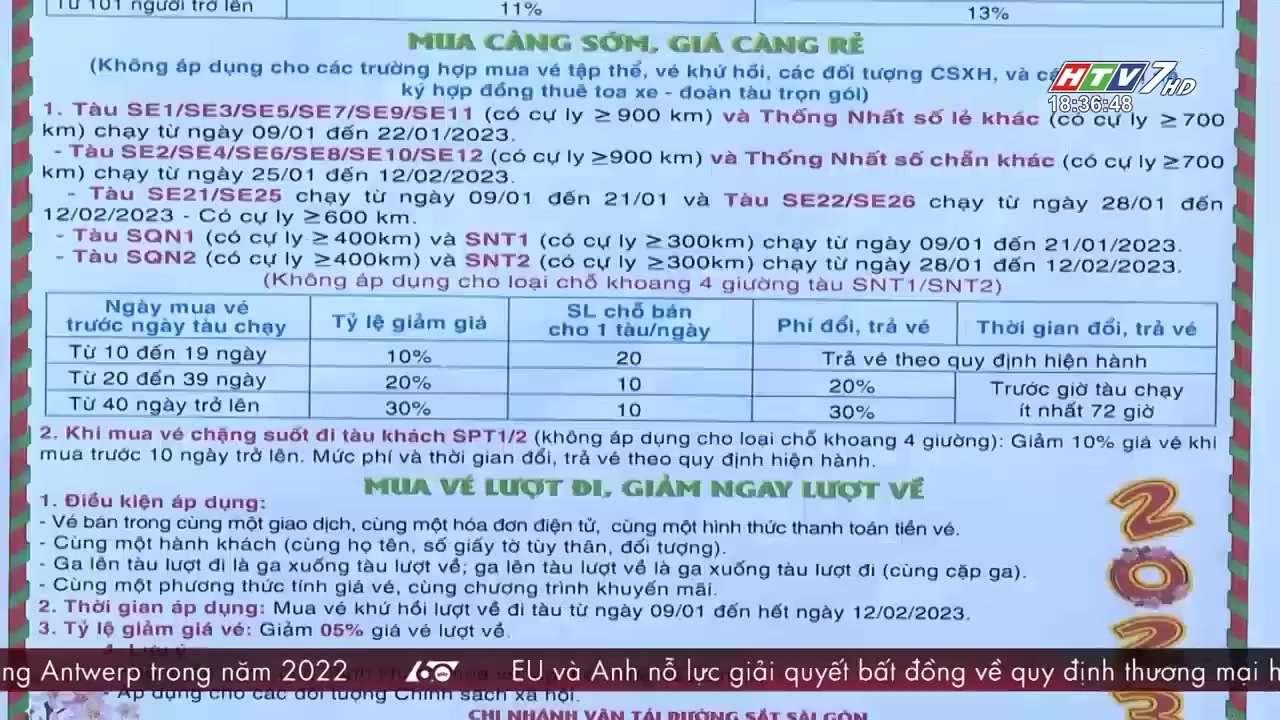 Từ 101 người trở lên 11% 13%
MUA CÀNG SỚM, GIÁ CÀNG RẺ
(Không áp dụng cho các trường hợp mua vé tập thể, vé khứ hồi, các đối tượng CSXH, và
ký hợp đồng thuê toa xe - đoàn tàu trọn gói)
HTV7 HD
18:36:48
1. Tàu SE1/SE3/SE5/SE7/SE9/SE11 (có cự ly ≥900 km) và Thống Nhất số lẻ khác (có cự ly ≥700
km) chạy từ ngày 09/01 đến 22/01/2023.
- Tàu SE2/SE4/SE6/SE8/SE10/SE12 (có cự ly ≥900 km) và Thống Nhất số chẵn khác (có cự ly ≥700
km) chạy từ ngày 25/01 đến 12/02/2023.
- Tàu SE21/SE25 chạy từ ngày 09/01 đến 21/01 và Tàu SE22/SE26 chạy từ ngày 28/01 đến
12/02/2023 - Có cự ly ≥600 km.
- Tàu SQN1 (có cự ly ≥400km) và SNT1 (có cự ly ≥300km) chạy từ ngày 09/01 đến 21/01/2023.
- Tàu SQN2 (có cự ly ≥400km) và SNT2 (có cự ly ≥300km) chạy từ ngày 28/01 đến 12/02/2023.
(Không áp dụng cho loại chỗ khoang 4 giường tàu SNT1/SNT2)
Ngày mua vé trước ngày tàu chạy Tỷ lệ giảm giá SL chỗ bán cho 1 tàu/ngày Phí đổi, trả vé Thời gian đổi, trả vé
Từ 10 đến 19 ngày 10% 20 Trả vé theo quy định hiện hành
Từ 20 đến 39 ngày 20% 10 20% Trước giờ tàu chạy
Từ 40 ngày trở lên 30% 10 30% ít nhất 72 giờ
2. Khi mua vé chặng suốt đi tàu khách SPT1/2 (không áp dụng cho loại chỗ khoang 4 giường): Giảm 10% giá vé khi
mua trước 10 ngày trở lên. Mức phí và thời gian đổi, trả vé theo quy định hiện hành.
MUA VÉ LƯỢT ĐI, GIẢM NGAY LƯỢT VỀ
1. Điều kiện áp dụng:
- Vé bán trong cùng một giao dịch, cùng một hóa đơn điện tử, cùng một hình thức thanh toán tiền vé.
- Cùng một hành khách (cùng họ tên, số giấy tờ tùy thân, đối tượng).
- Ga lên tàu lượt đi là ga xuống tàu lượt về; ga lên tàu lượt về là ga xuống tàu lượt đi (cùng cặp ga).
- Cùng một phương thức tính giá vé, cùng chương trình khuyến mãi.
2. Thời gian áp dụng: Mua vé khứ hồi lượt về đi tàu từ ngày 09/01 đến hết ngày 12/02/2023.
3. Tỷ lệ giảm giá vé: Giảm 05% giá vé lượt về.
2023
ng Antwerp trong năm 2022 60 EU và Anh nỗ lực giải quyết bất đồng về quy định thương mại h
- Áp dụng cho các đối tượng Chính sách xã hội.
CHI NHÁNH VẬN TẢI ĐƯỜNG SẮT SÀI GÒN